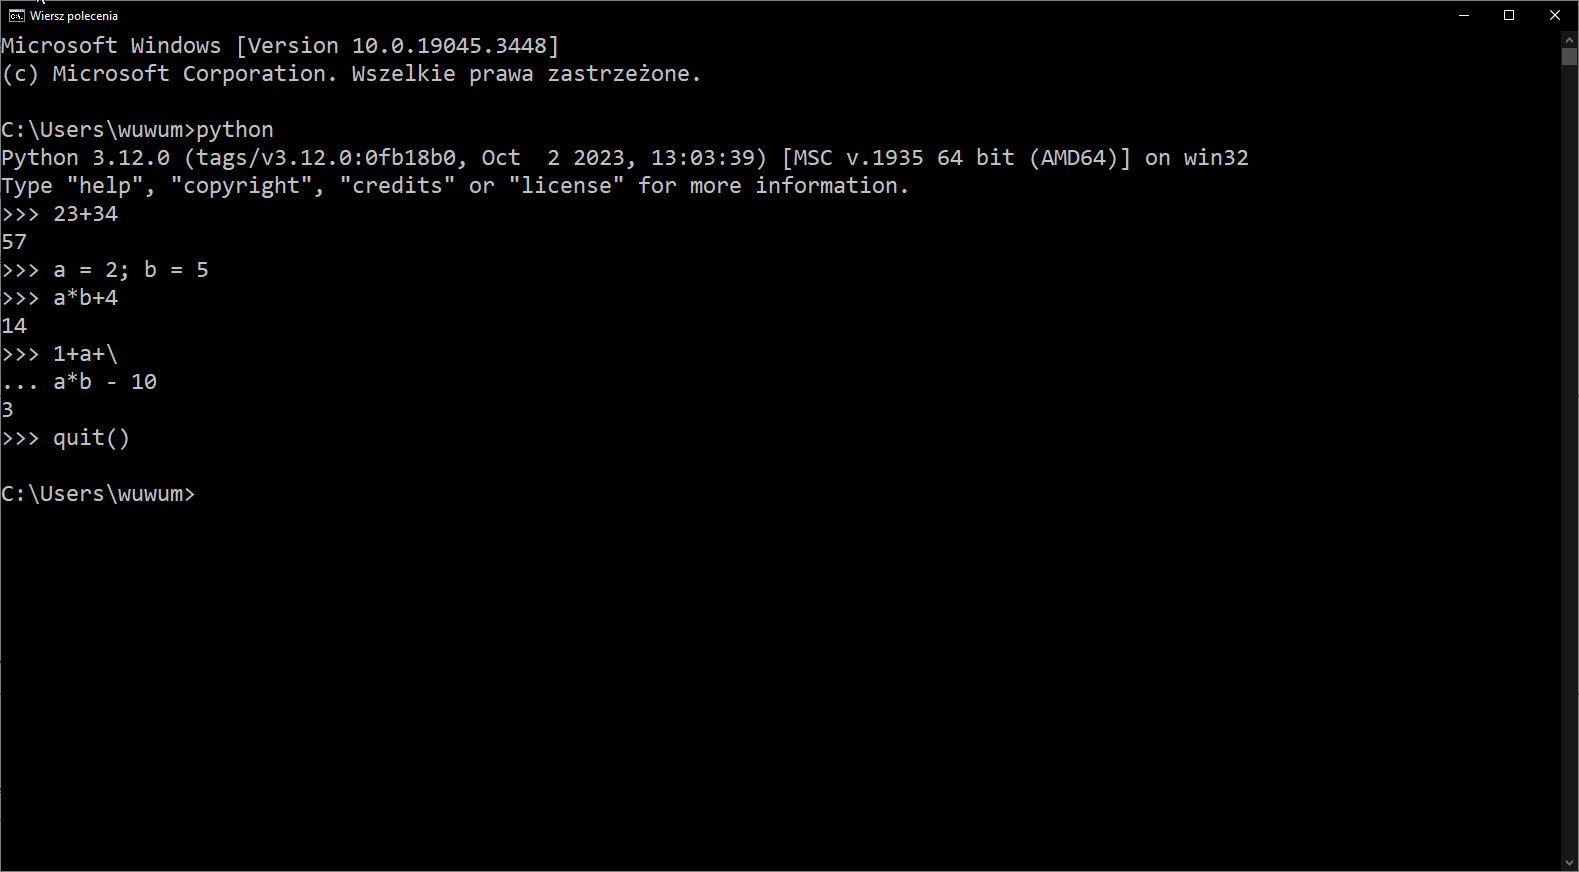 Wiersz polecenia
Microsoft Windows [Version 10.0.19045.3448]
(c) Microsoft Corporation. Wszelkie prawa zastrzeżone.
C:\Users\wuwum>python
Python 3.12.0 (tags/v3.12.0:0fb18b0, Oct  2 2023, 13:03:39) [MSC v.1935 64 bit (AMD64)] on win32
Type "help", "copyright", "credits" or "license" for more information.
>>> 23+34
57
>>> a = 2; b = 5
>>> a*b+4
14
>>> 1+a+\
... a*b - 10
3
>>> quit()
C:\Users\wuwum>